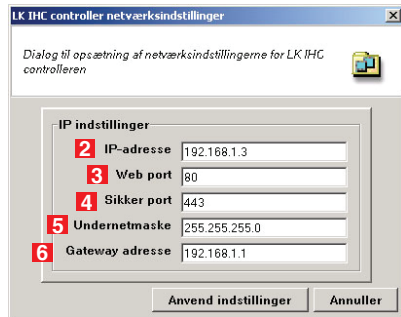 LK IHC controller netværksindstillinger
Dialog til opsætning af netværksindstillingerne for LK IHC
controlleren
IP indstillinger
2 IP-adresse 192.168.1.3
3 Web port 80
4 Sikker port 443
5 Undernetmaske 255.255.255.0
6 Gateway adresse 192.168.1.1
Anvend indstillinger Annuller